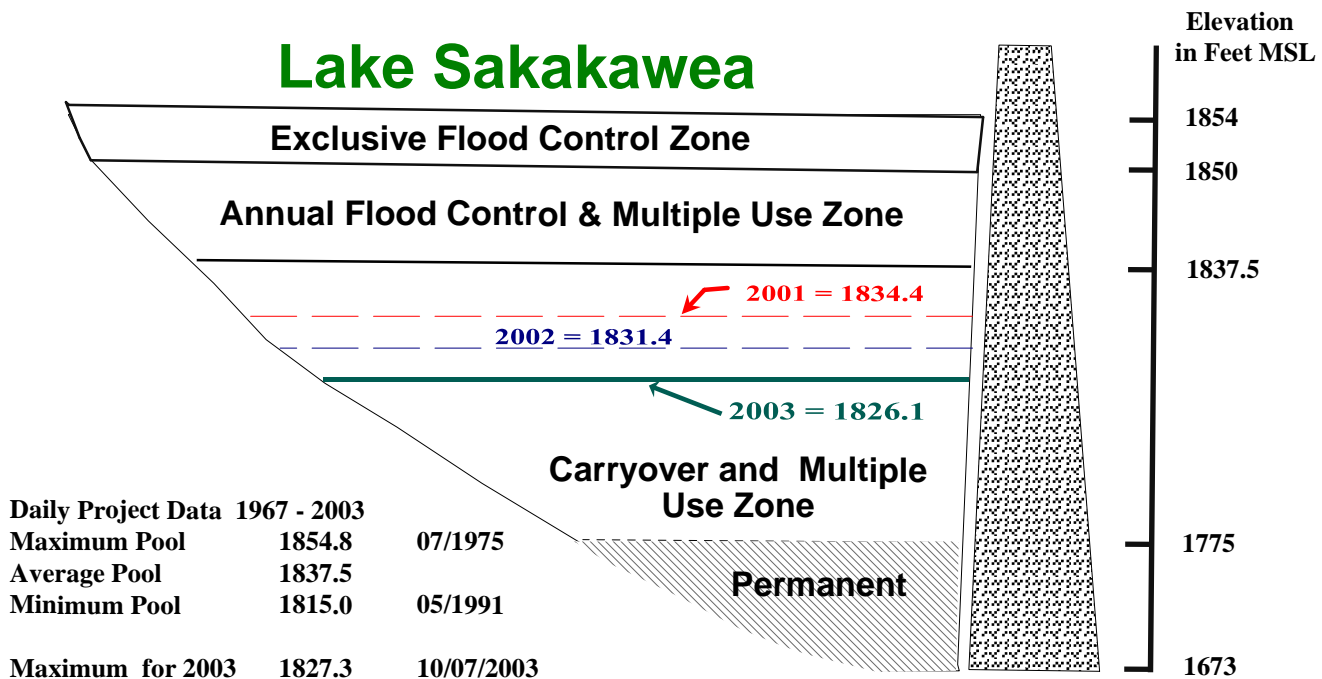 Lake Sakakawea
Elevation
in Feet MSL
Exclusive Flood Control Zone
1854
1850
Annual Flood Control & Multiple Use Zone
1837.5
2001 = 1834.4
2002 = 1831.4
2003 = 1826.1
Carryover and Multiple
Use Zone
1775
Permanent
1673
Daily Project Data 1967 - 2003
Maximum Pool 1854.8 07/1975
Average Pool 1837.5
Minimum Pool 1815.0 05/1991
Maximum for 2003 1827.3 10/07/2003